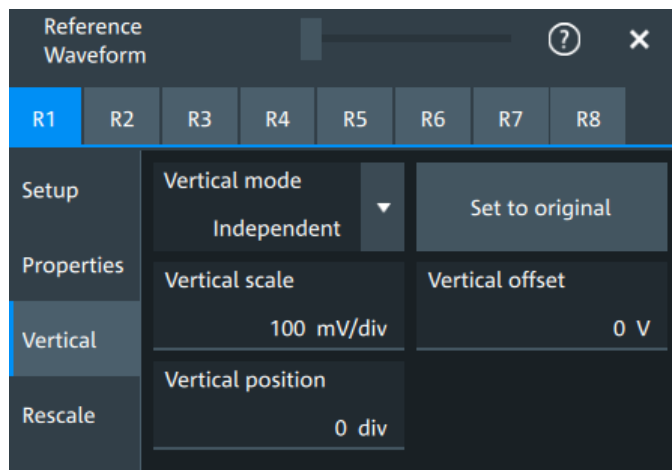 Reference
Waveform
?
R1 R2 R3 R4 R5 R6 R7 R8
Setup
Properties
Vertical
Rescale
Vertical mode
Independent
Set to original
Vertical scale
100 mV/div
Vertical offset
0 V
Vertical position
0 div